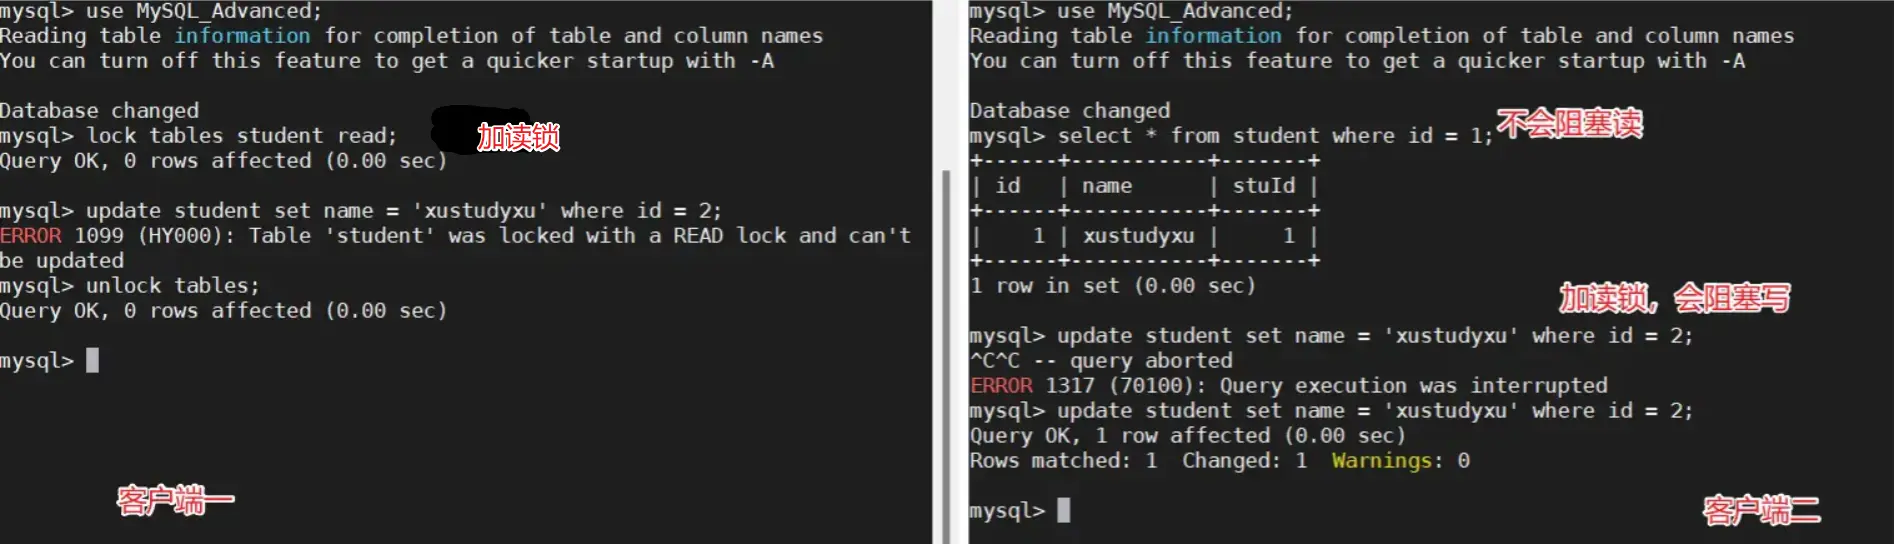 mysql> use MySQL_Advanced;
Reading table information for completion of table and column names
You can turn off this feature to get a quicker startup with -A
Database changed
mysql> lock tables student read;
加读锁
Query OK, 0 rows affected (0.00 sec)
mysql> update student set name = 'xustudyxu' where id = 2;
ERROR 1099 (HY000): Table 'student' was locked with a READ lock and can't
be updated
mysql> unlock tables;
Query OK, 0 rows affected (0.00 sec)
mysql>
客户端一
mysql> use MySQL_Advanced;
Reading table information for completion of table and column names
You can turn off this feature to get a quicker startup with -A
Database changed
mysql> select * from student where id = 1;
不会阻塞读
+------+-----------+-------+
| id   | name      | stuId |
+------+-----------+-------+
|    1 | xustudyxu |     1 |
+------+-----------+-------+
1 row in set (0.00 sec)
加读锁，会阻塞写
mysql> update student set name = 'xustudyxu' where id = 2;
^C^C -- query aborted
ERROR 1317 (70100): Query execution was interrupted
mysql> update student set name = 'xustudyxu' where id = 2;
Query OK, 1 row affected (0.00 sec)
Rows matched: 1  Changed: 1  Warnings: 0
mysql>
客户端二